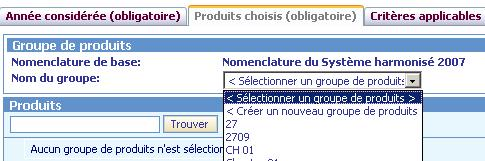 Année considérée (obligatoire) Produits choisis (obligatoire) Critères applicables
Groupe de produits
Nomenclature de base: Nomenclature du Système harmonisé 2007
Nom du groupe: < Sélectionner un groupe de produits
< Sélectionner un groupe de produits >
Produits
< Créer un nouveau groupe de produits
Trouver
27
2709
Aucun groupe de produits n'est sélection
CH 01